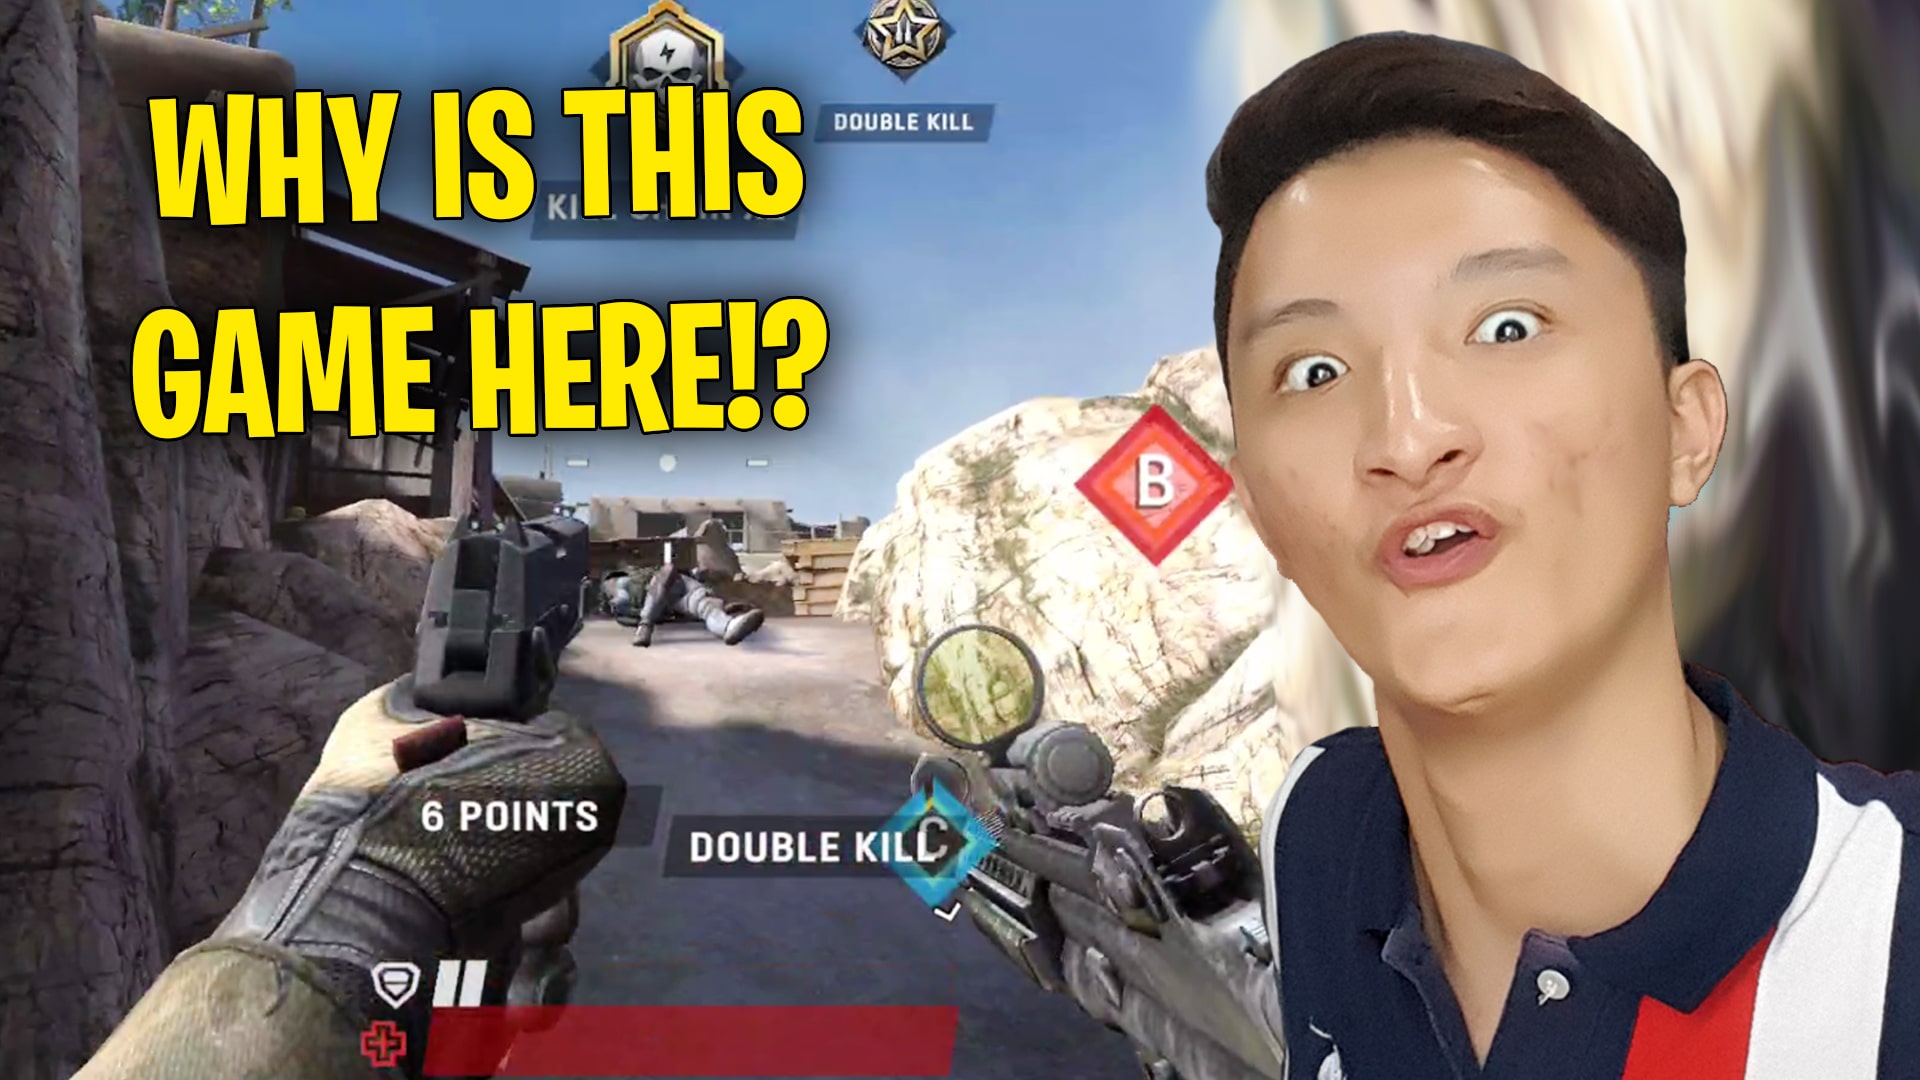 DOUBLE KILL
WHY IS THIS
GAME HERE!?
B
6 POINTS
DOUBLE KILL
C